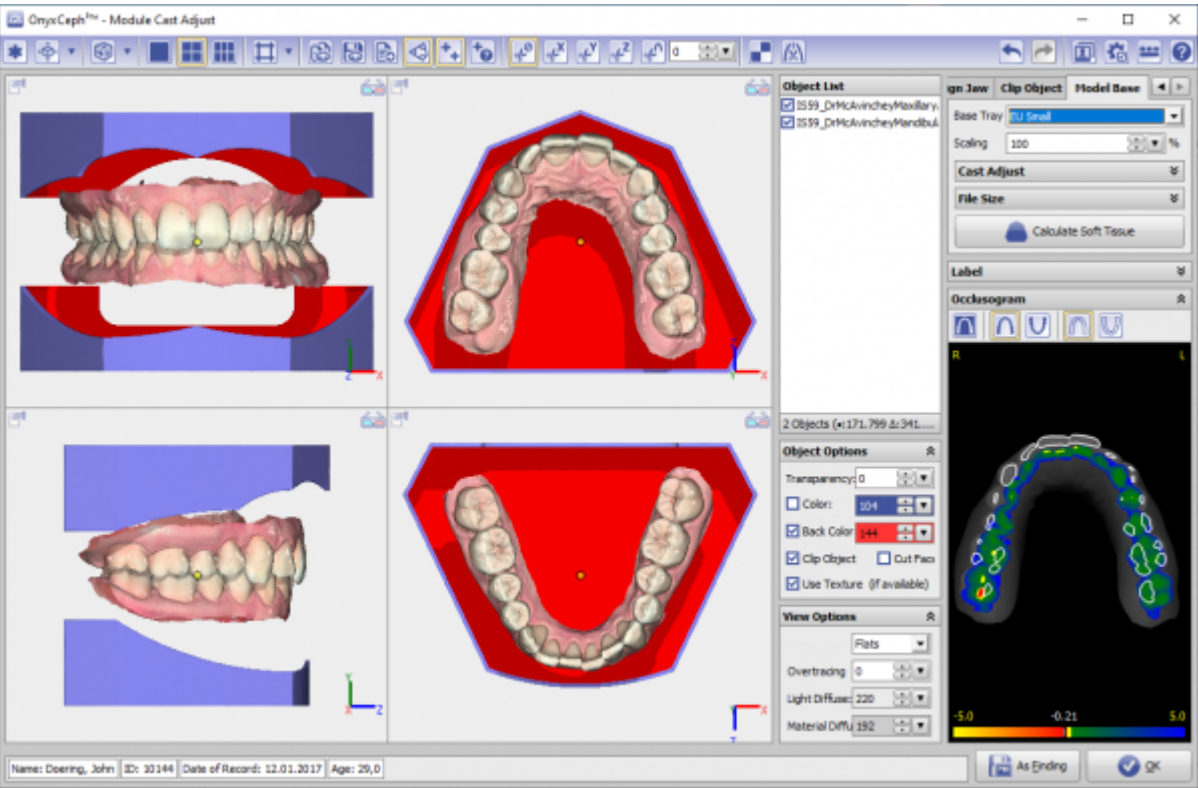 OnyxCeph³™ - Module Cast Adjust
0
Object List
IS59_DrMcAvincheyMaxillary.
IS59_DrMcAvincheyMandibul
2 Objects (•:171.799 Δ:341....
Object Options
Transparency: 0
Color: 104
Back Color 144
Clip Object Cut Face
Use Texture (if available)
View Options
Flats
Overtracing 0
Light Diffuse: 220
Material Diffu 192
gn Jaw Clip Object Model Base
Base Tray EU Small
Scaling 100 %
Cast Adjust
File Size
Calculate Soft Tissue
Label
Occlusogram
R L
-5.0 -0.21 5.0
Y
Z X
Z
Y X
Y
X Z
X
Z
Name: Doering, John ID: 10144 Date of Record: 12.01.2017 Age: 29,0
As Finding OK